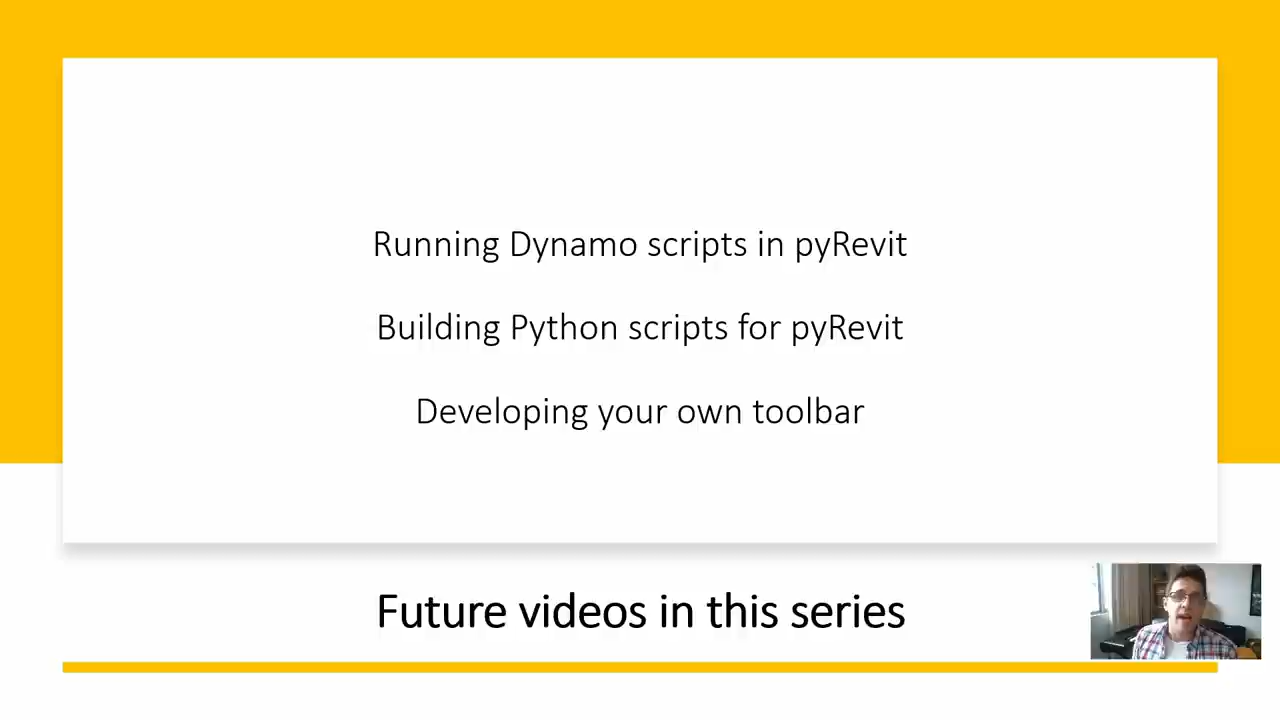 Running Dynamo scripts in pyRevit
Building Python scripts for pyRevit
Developing your own toolbar
Future videos in this series